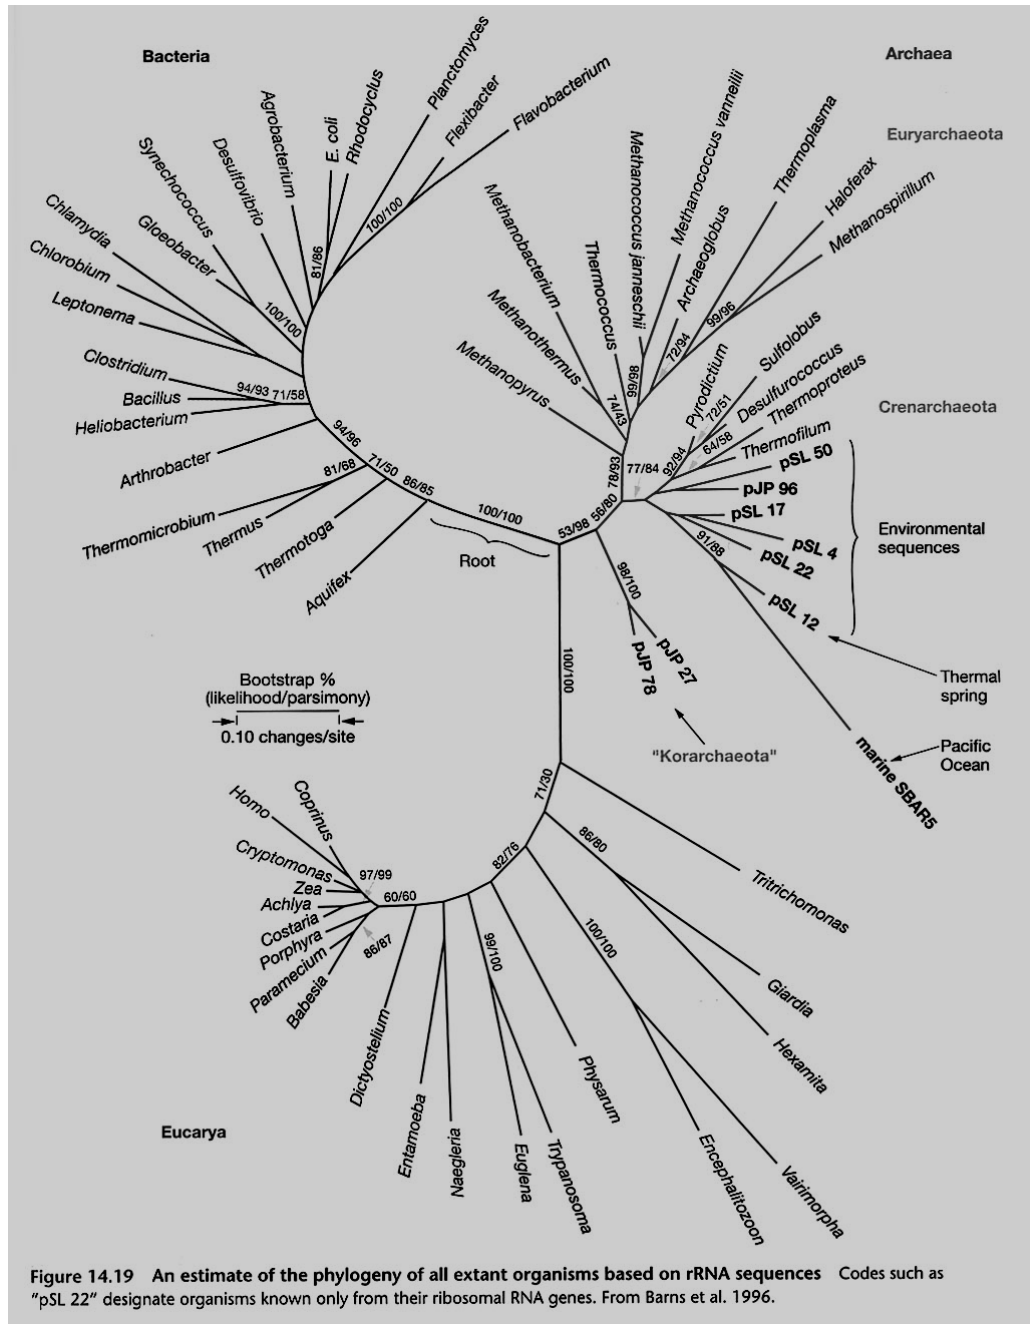 Bacteria
Archaea
Euryarchaeota
Crenarchaeota
Planctomyces
Flexibacter
Flavobacterium
Rhodocyclus
E. coli
Agrobacterium
Desulfovibrio
Synechococcus
Gloeobacter
Chlamydia
Chlorobium
Leptonema
Clostridium
Bacillus
Heliobacterium
Arthrobacter
Thermomicrobium
Thermus
Thermotoga
Aquifex
100/100
81/86
100/100
94/93
71/58
94/96
81/68
71/50
86/85
100/100
Root
Methanopyrus
Methanothermus
Methanobacterium
Thermococcus
Methanococcus janneschii
Methanococcus vannellii
Archaeoglobus
Thermoplasma
Haloferax
Methanospirillum
74/43
99/98
72/94
99/96
78/93
77/84
Pyrodictium
Sulfolobus
Desulfurococcus
Thermoproteus
Thermofilum
72/51
64/58
92/94
pSL 50
pJP 96
pSL 17
pSL 4
pSL 22
pSL 12
91/88
Environmental
sequences
53/98
56/80
98/100
pJP 27
pJP 78
"Korarchaeota"
Thermal
spring
marine SBAR5
Pacific
Ocean
100/100
Bootstrap %
(likelihood/parsimony)
0.10 changes/site
Homo
Coprinus
Cryptomonas
Zea
Achlya
Costaria
Porphyra
Paramecium
Babesia
97/99
60/60
86/87
Dictyostelium
Entamoeba
Naegleria
Euglena
Trypanosoma
99/100
Physarum
82/76
100/100
Encephalitozoon
Vairimorpha
71/30
86/80
Hexamita
Giardia
Tritrichomonas
Eucarya
Figure 14.19 An estimate of the phylogeny of all extant organisms based on rRNA sequences Codes such as
"pSL 22" designate organisms known only from their ribosomal RNA genes. From Barns et al. 1996.